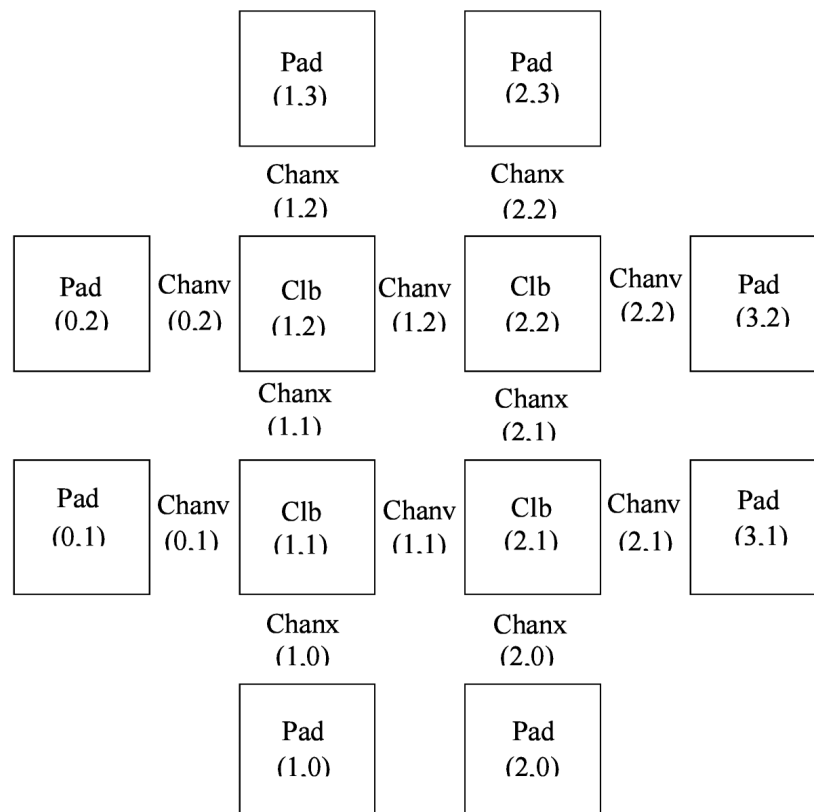 Pad
(1.3)
Pad
(2.3)
Chanx
(1.2)
Chanx
(2.2)
Pad
(0.2)
Chanv
(0.2)
Clb
(1.2)
Chanv
(1.2)
Clb
(2.2)
Chanv
(2.2)
Pad
(3.2)
Chanx
(1.1)
Chanx
(2.1)
Pad
(0.1)
Chanv
(0.1)
Clb
(1.1)
Chanv
(1.1)
Clb
(2.1)
Chanv
(2.1)
Pad
(3.1)
Chanx
(1.0)
Chanx
(2.0)
Pad
(1.0)
Pad
(2.0)